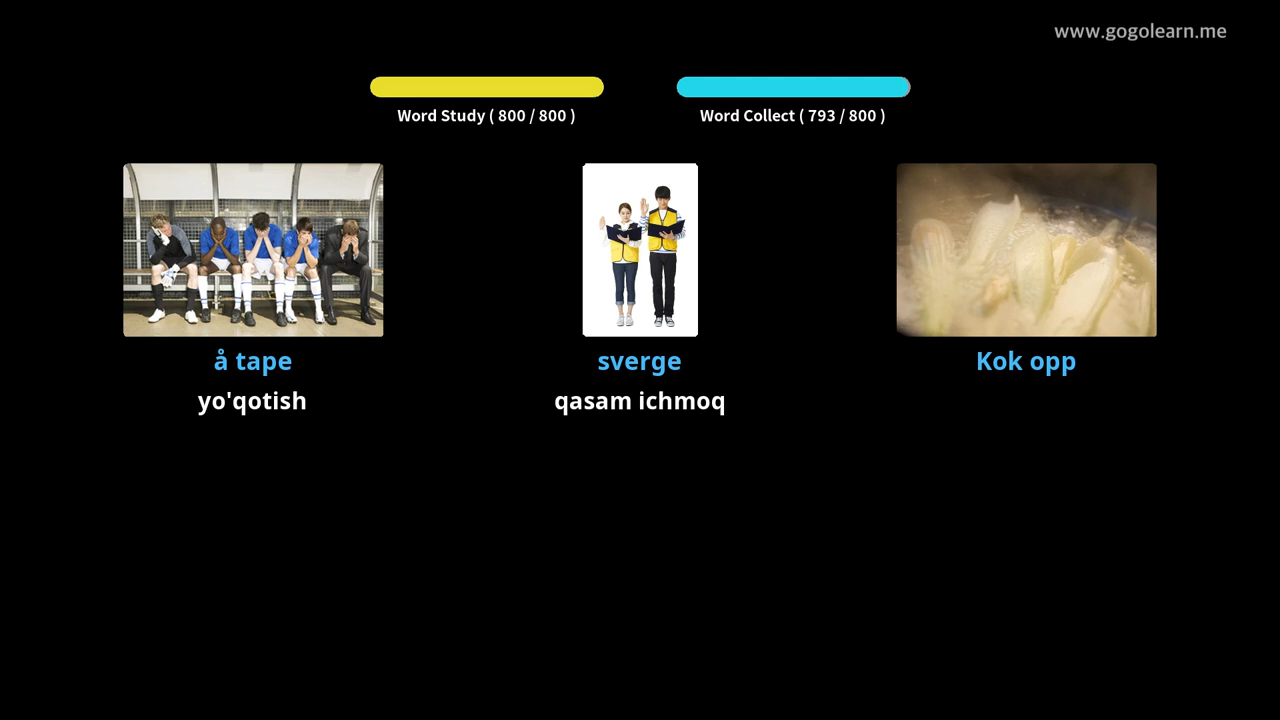 www.gogolearn.me
Word Study ( 800 / 800 )
Word Collect ( 793 / 800 )
å tape
sverge
Kok opp
yo'qotish
qasam ichmoq